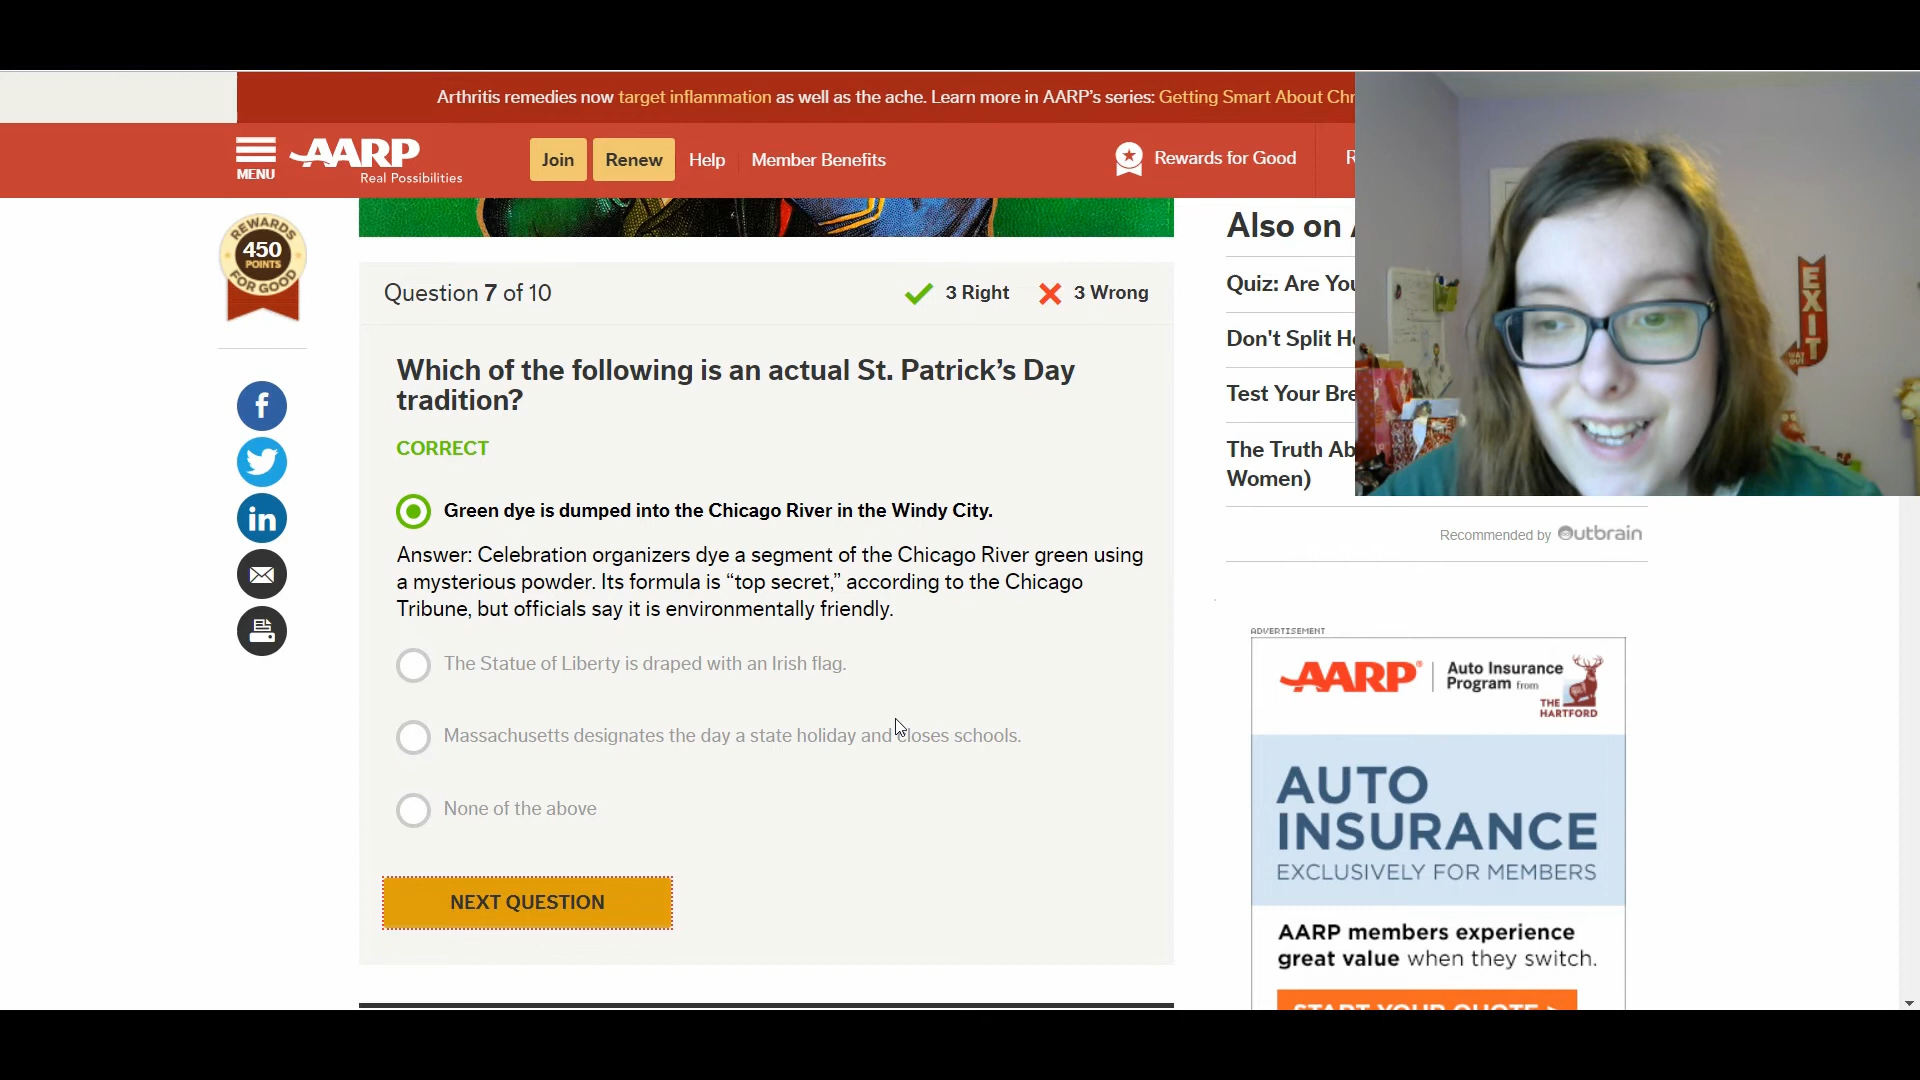 Arthritis remedies now target inflammation as well as the ache. Learn more in AARP's series: Getting Smart About Chr
MENU
AARP
Real Possibilities
Join
Renew
Help
Member Benefits
Rewards for Good
R
REWARDS
450
POINTS
FOR GOOD
Question 7 of 10
3 Right
3 Wrong
Which of the following is an actual St. Patrick’s Day
tradition?
CORRECT
Green dye is dumped into the Chicago River in the Windy City.
Answer: Celebration organizers dye a segment of the Chicago River green using
a mysterious powder. Its formula is “top secret,” according to the Chicago
Tribune, but officials say it is environmentally friendly.
The Statue of Liberty is draped with an Irish flag.
Massachusetts designates the day a state holiday and closes schools.
None of the above
NEXT QUESTION
Also on
Quiz: Are You
Don't Split H
Test Your Bre
The Truth Ab
Women)
Recommended by Outbrain
ADVERTISEMENT
AARP
Auto Insurance
Program from
THE
HARTFORD
AUTO
INSURANCE
EXCLUSIVELY FOR MEMBERS
AARP members experience
great value when they switch.
START YOUR QUOTE >
EXIT
WAY OUT
f
in